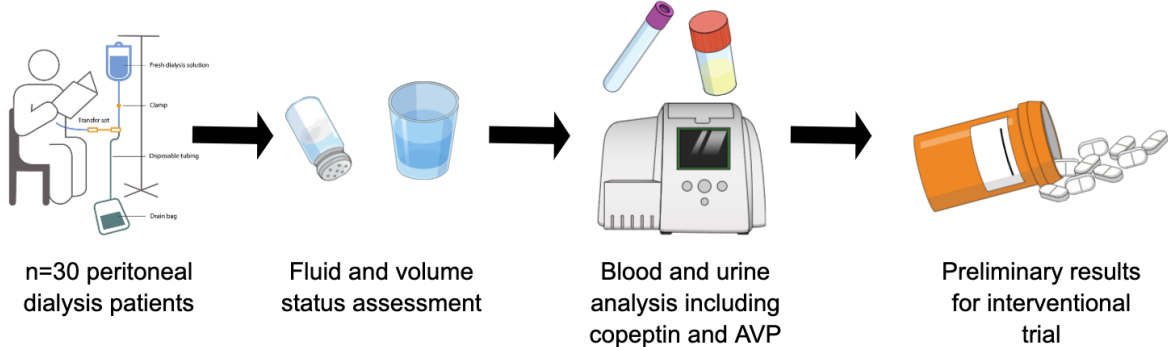 Fresh dialysis solution
Clamp
Transfer set
Disposable tubing
Drain bag
n=30 peritoneal
dialysis patients
Fluid and volume
status assessment
Blood and urine
analysis including
copeptin and AVP
Preliminary results
for interventional
trial